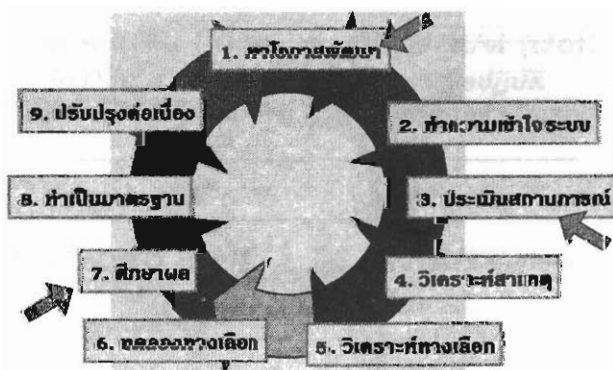 1. หาโอกาสพัฒนา
2. ทำความเข้าใจระบบ
3. ประเมินสถานการณ์
4. วิเคราะห์สาเหตุ
5. วิเคราะห์ทางเลือก
6. ทดลองทางเลือก
7. ศึกษาผล
8. ทำเป็นมาตรฐาน
9. ปรับปรุงต่อเนื่อง